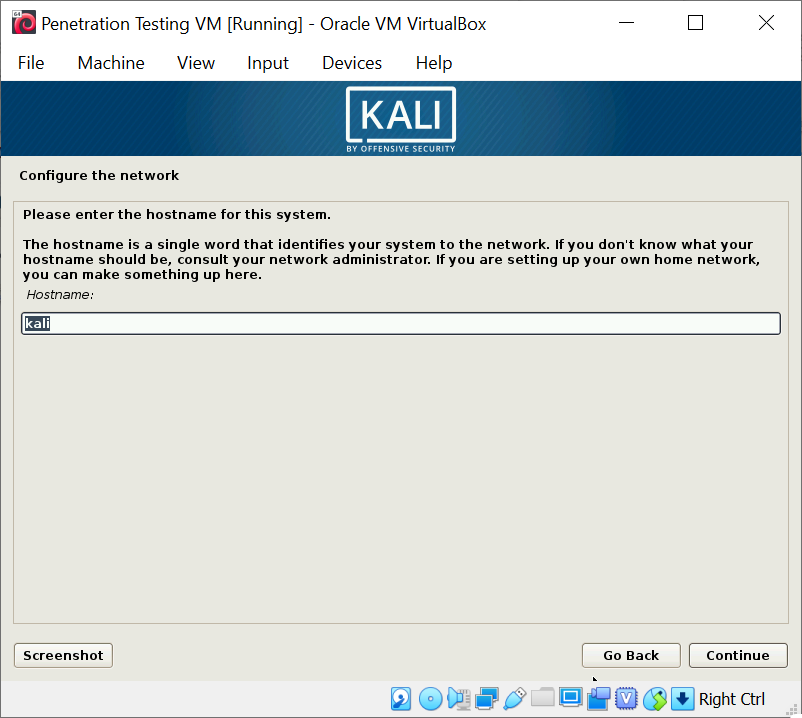 Penetration Testing VM [Running] - Oracle VM VirtualBox
File Machine View Input Devices Help
KALI
BY OFFENSIVE SECURITY
Configure the network
Please enter the hostname for this system.
The hostname is a single word that identifies your system to the network. If you don't know what your
hostname should be, consult your network administrator. If you are setting up your own home network,
you can make something up here.
Hostname:
kali
Screenshot Go Back Continue
Right Ctrl